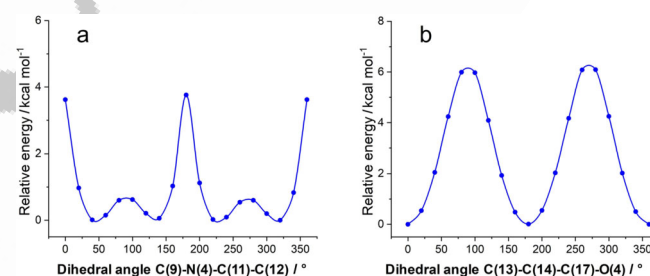 a
Relative energy / kcal mol⁻¹
6
4
2
0
0 50 100 150 200 250 300 350
Dihedral angle C(9)-N(4)-C(11)-C(12) / °
b
Relative energy / kcal mol⁻¹
8
6
4
2
0
0 50 100 150 200 250 300 350
Dihedral angle C(13)-C(14)-C(17)-O(4) / °